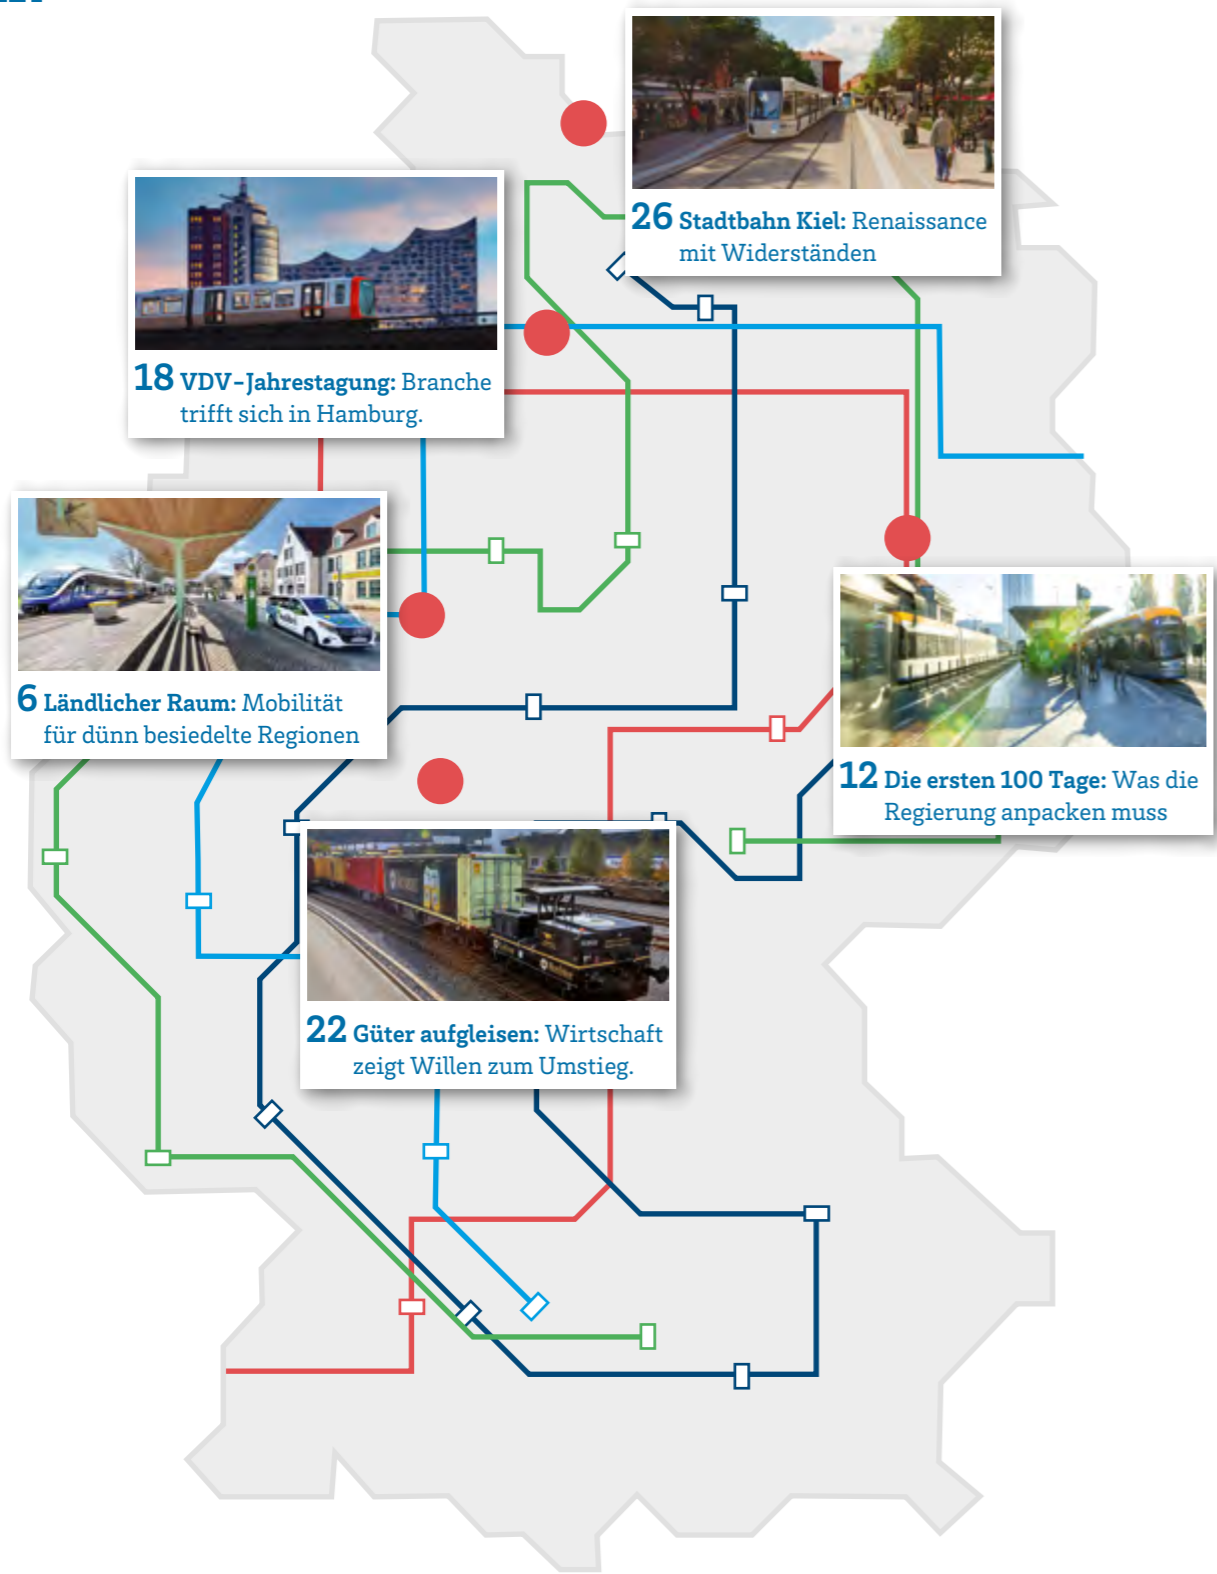 26 Stadtbahn Kiel: Renaissance
mit Widerständen
18 VDV-Jahrestagung: Branche
trifft sich in Hamburg.
6 Ländlicher Raum: Mobilität
für dünn besiedelte Regionen
12 Die ersten 100 Tage: Was die
Regierung anpacken muss
22 Güter aufgleisen: Wirtschaft
zeigt Willen zum Umstieg.